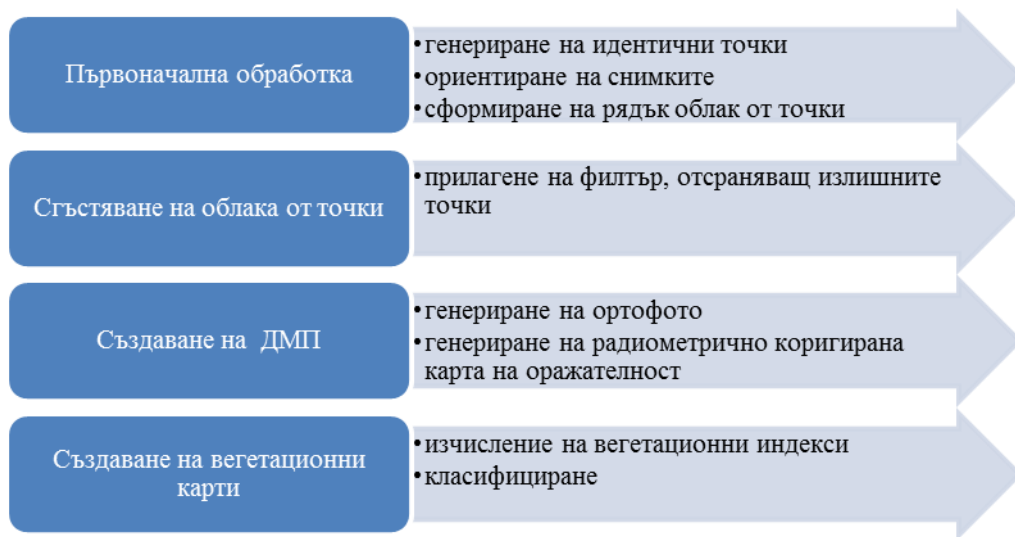 Първоначална обработка
•генериране на идентични точки
•ориентиране на снимките
•сформиране на рядък облак от точки
Сгъстяване на облака от точки
•прилагене на филтър, отсраняващ излишните
точки
Създаване на ДМП
•генериране на ортофото
•генериране на радиометрично коригирана
карта на оражателност
Създаване на вегетационни
карти
•изчисление на вегетационни индекси
•класифициране